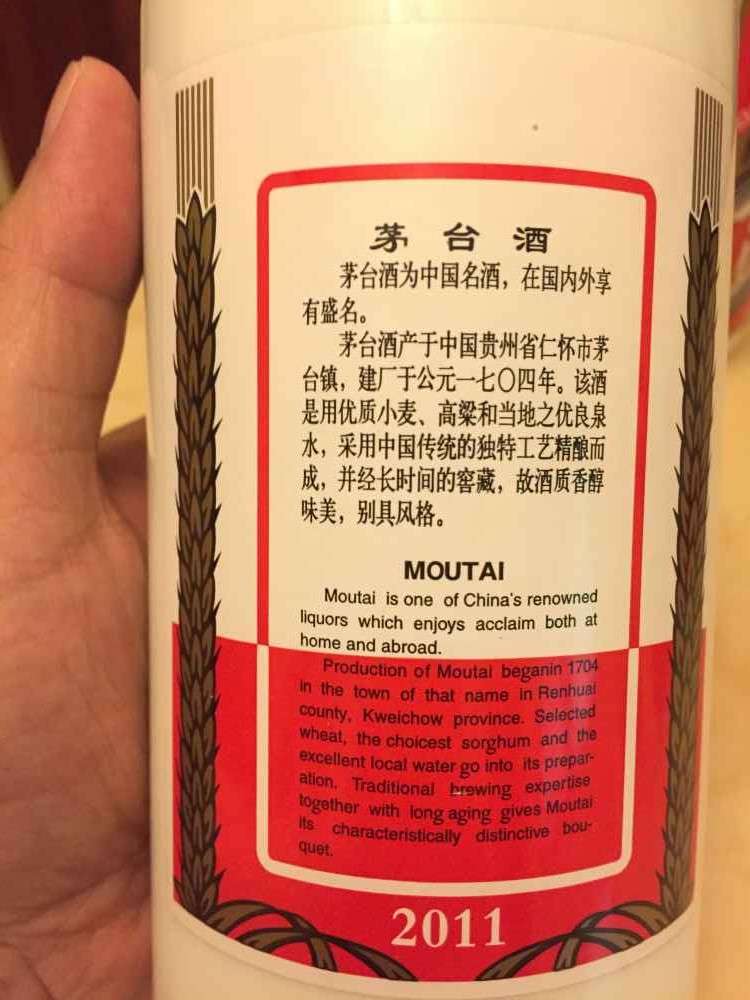 茅台酒
茅台酒为中国名酒，在国内外享
有盛名。
茅台酒产于中国贵州省仁怀市茅
台镇，建厂于公元一七〇四年。该酒
是用优质小麦、高粱和当地之优良泉
水，采用中国传统的独特工艺精酿而
成，并经长时间的窖藏，故酒质香醇
味美，别具风格。
MOUTAI
Moutai is one of China's renowned
liquors which enjoys acclaim both at
home and abroad.
Production of Moutai beganin 1704
in the town of that name in Renhuai
county, Kweichow province. Selected
wheat, the choicest sorghum and the
excellent local water go into its prepar-
ation. Traditional brewing expertise
together with long aging gives Moutai
its characteristically distinctive bou-
quet.
2011